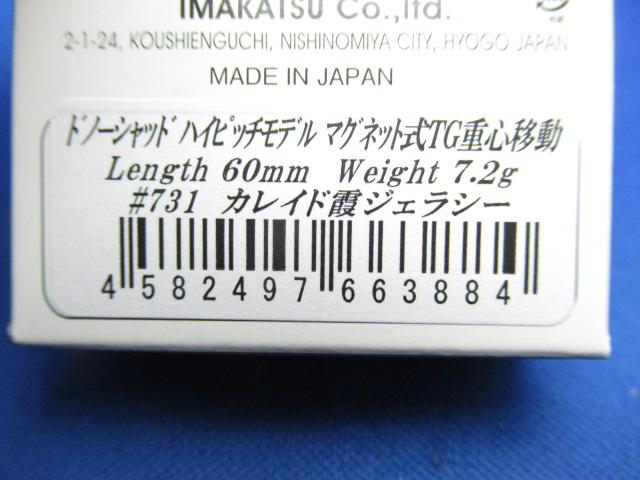 IMAKATSU Co.,ltd.
2-1-24, KOUSHIENGUCHI, NISHINOMIYA CITY, HYOGO JAPAN
MADE IN JAPAN
ドノーシャッド ハイピッチモデル マグネット式TG重心移動
Length 60mm Weight 7.2g
#731 カレイド霞ジェラシー
4 582497 663884